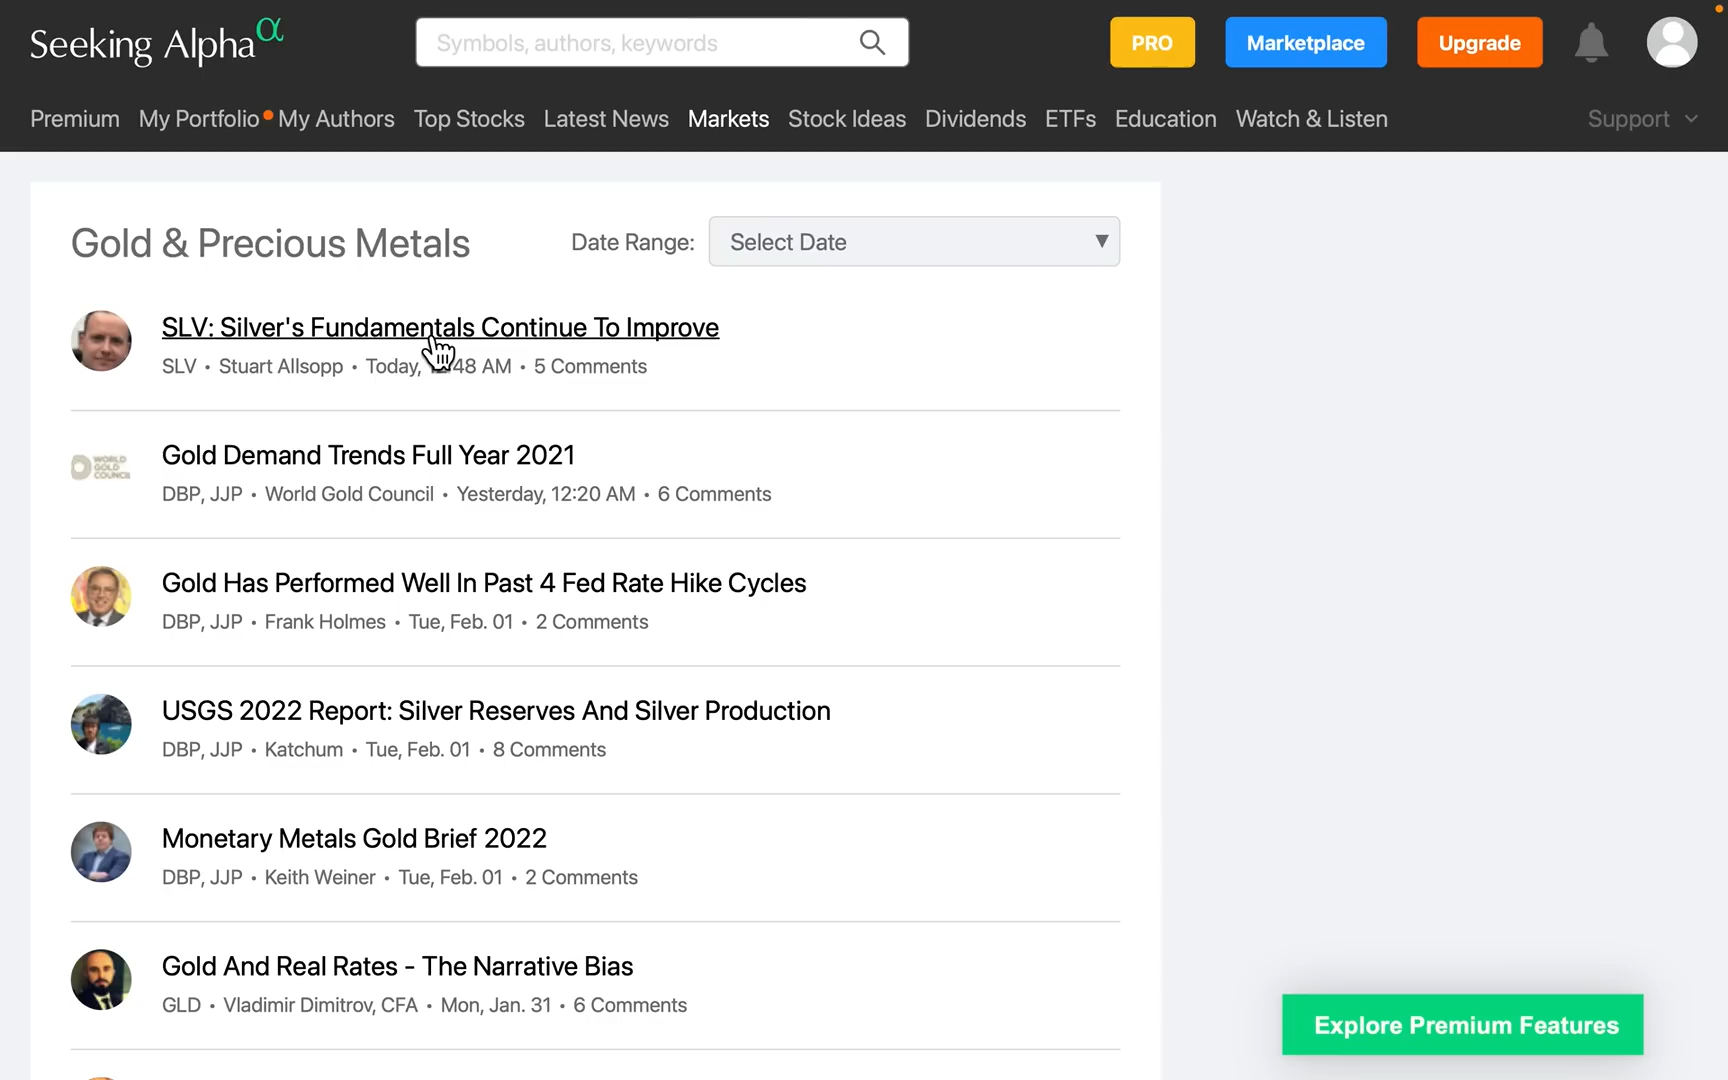 Seeking Alpha α
Symbols, authors, keywords
PRO
Marketplace
Upgrade
Premium My Portfolio My Authors Top Stocks Latest News Markets Stock Ideas Dividends ETFs Education Watch & Listen Support
Gold & Precious Metals
Date Range: Select Date
SLV: Silver's Fundamentals Continue To Improve
SLV • Stuart Allsopp • Today, 48 AM • 5 Comments
WORLD
GOLD
COUNCIL
Gold Demand Trends Full Year 2021
DBP, JJP • World Gold Council • Yesterday, 12:20 AM • 6 Comments
Gold Has Performed Well In Past 4 Fed Rate Hike Cycles
DBP, JJP • Frank Holmes • Tue, Feb. 01 • 2 Comments
USGS 2022 Report: Silver Reserves And Silver Production
DBP, JJP • Katchum • Tue, Feb. 01 • 8 Comments
Monetary Metals Gold Brief 2022
DBP, JJP • Keith Weiner • Tue, Feb. 01 • 2 Comments
Gold And Real Rates - The Narrative Bias
GLD • Vladimir Dimitrov, CFA • Mon, Jan. 31 • 6 Comments
Explore Premium Features